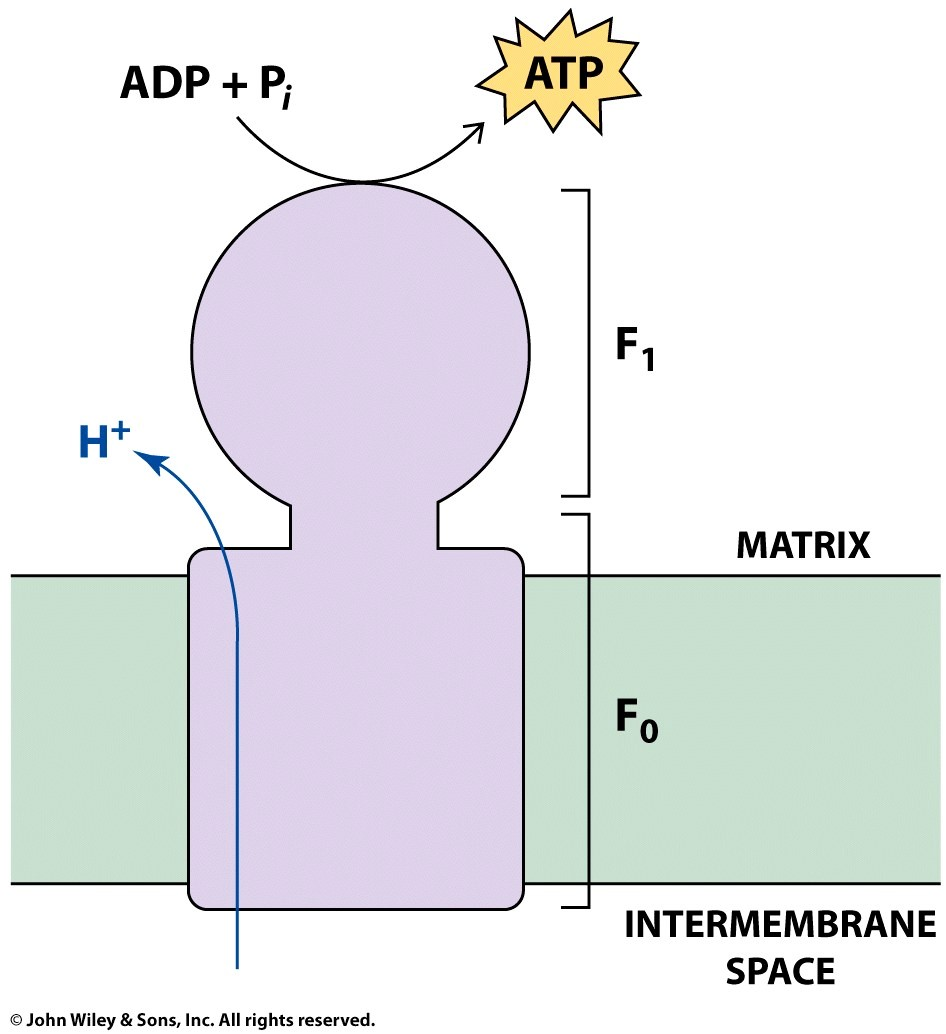 ADP + Pi
ATP
F1
H+
MATRIX
F0
INTERMEMBRANE
SPACE
© John Wiley & Sons, Inc. All rights reserved.